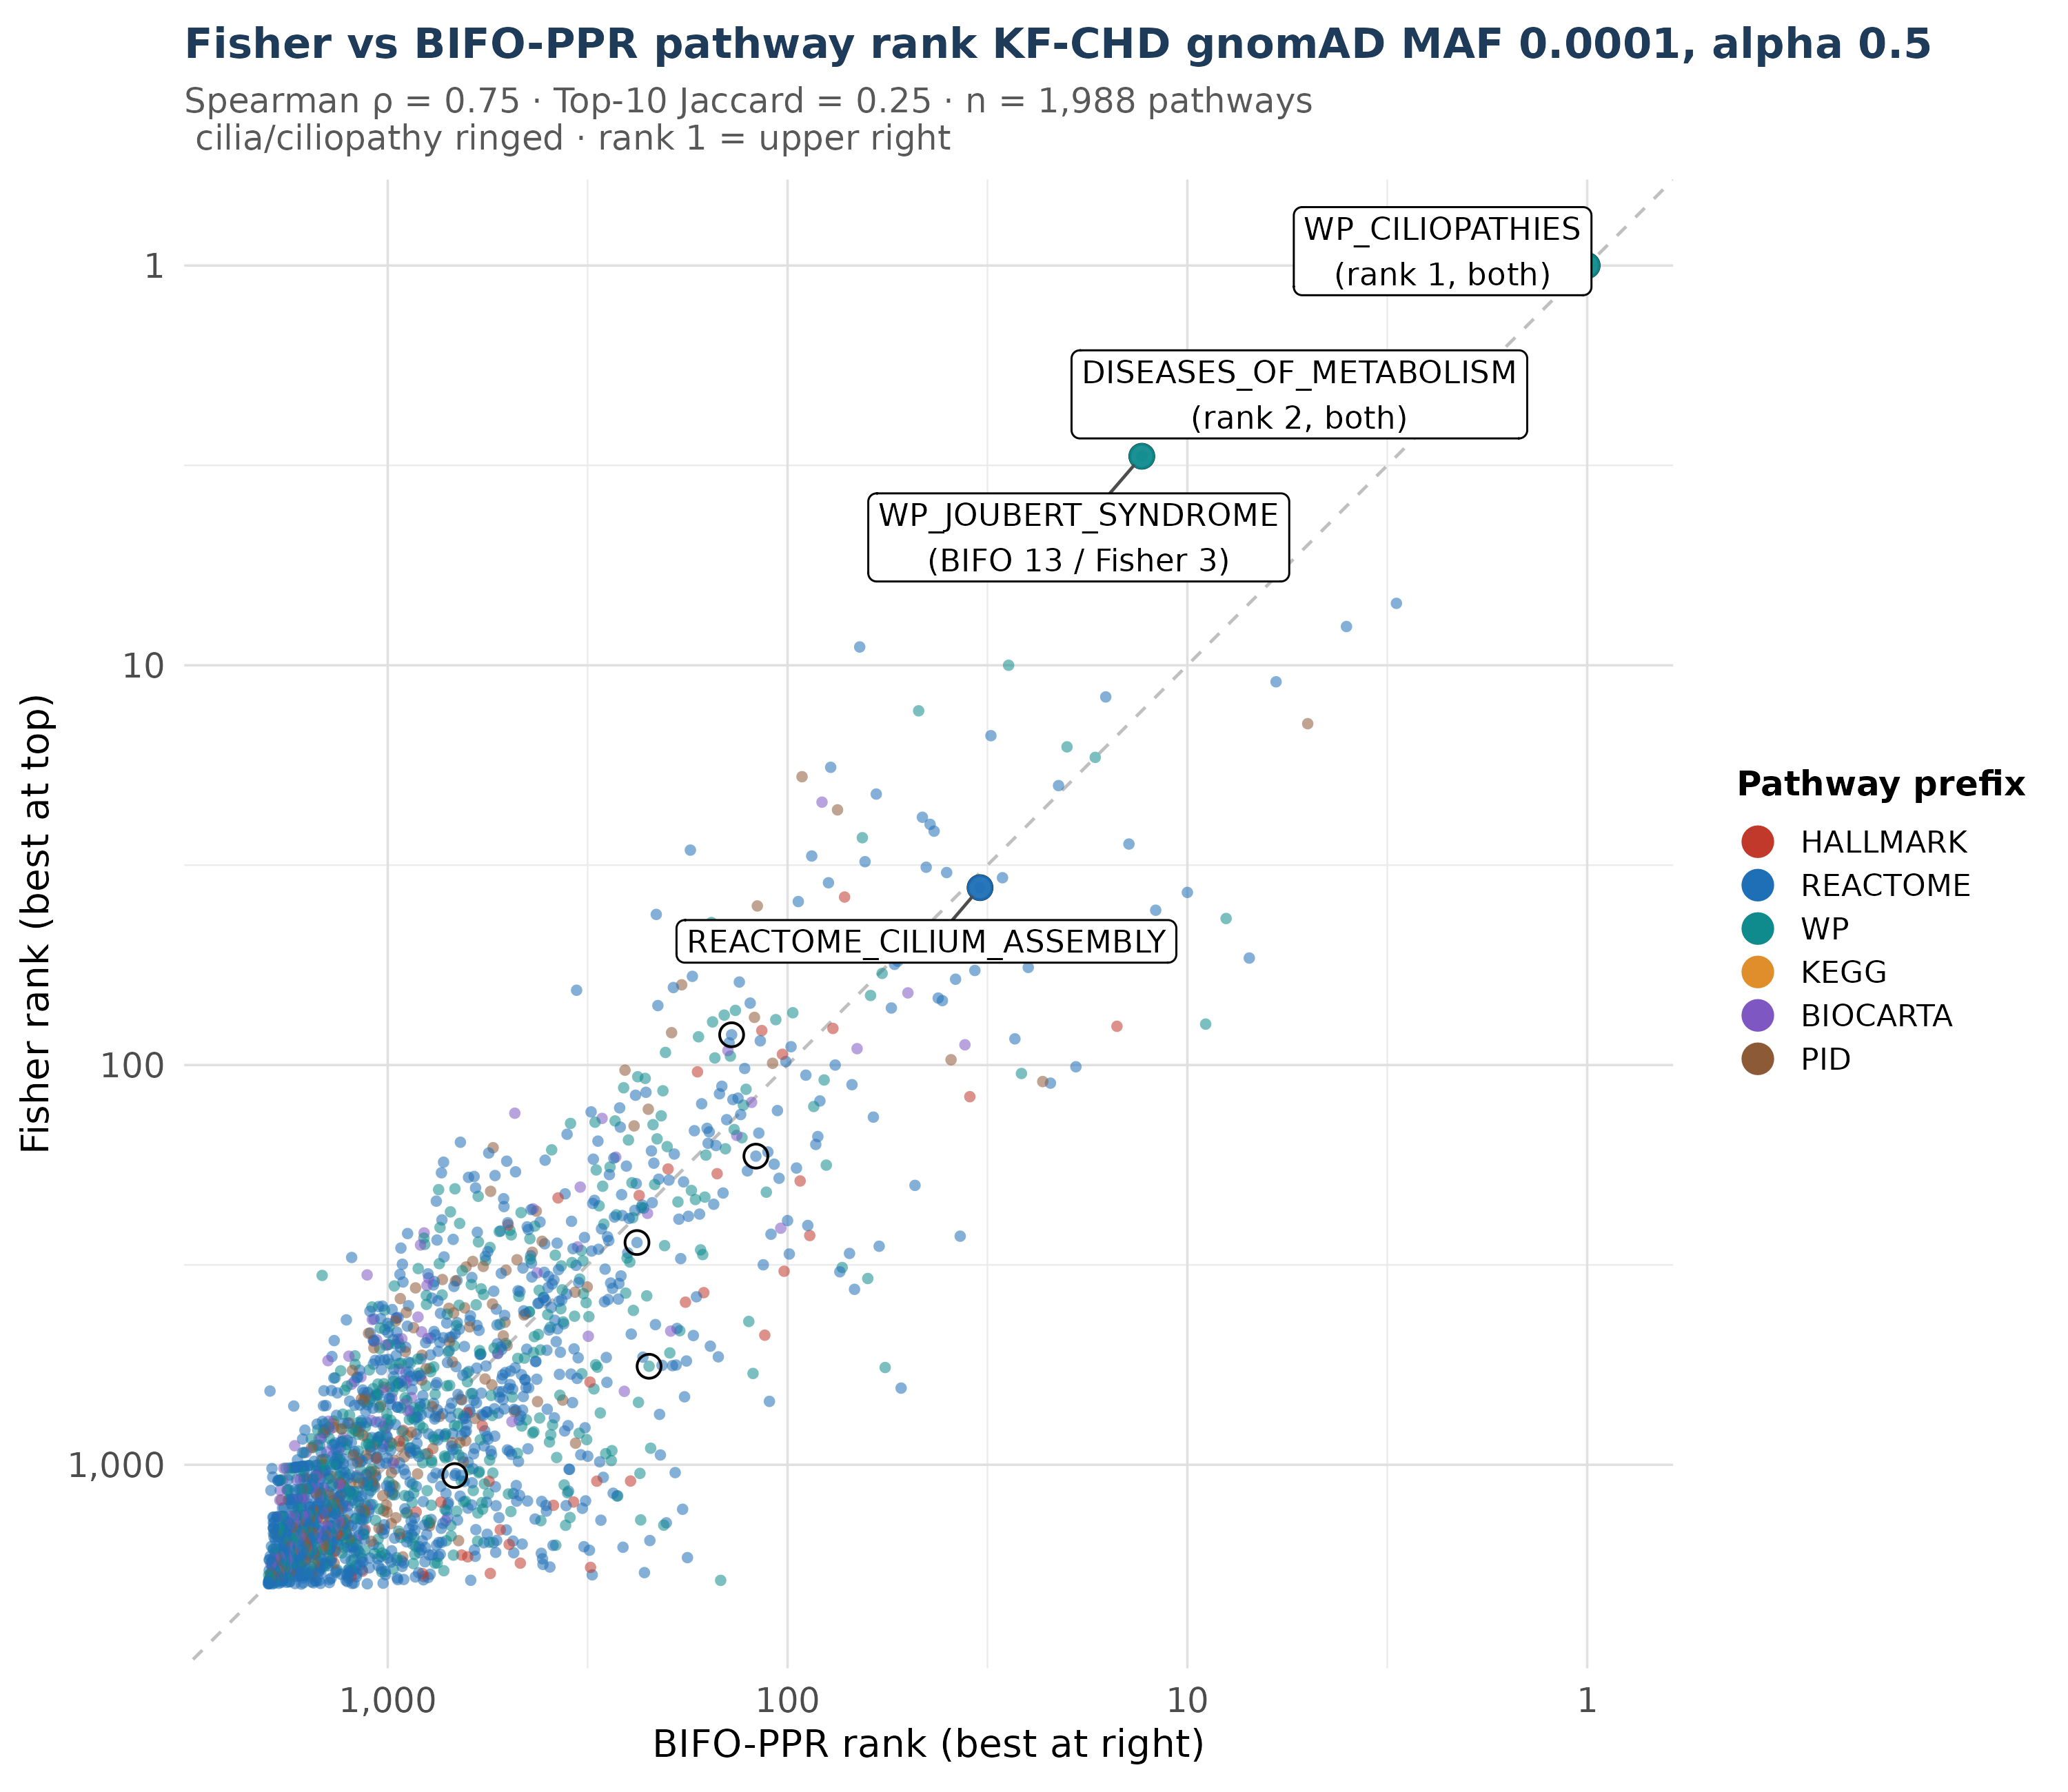 Fisher vs BIFO-PPR pathway rank KF-CHD gnomAD MAF 0.0001, alpha 0.5
Spearman ρ = 0.75 · Top-10 Jaccard = 0.25 · n = 1,988 pathways
cilia/ciliopathy ringed · rank 1 = upper right
WP_CILIOPATHIES
(rank 1, both)
DISEASES_OF_METABOLISM
(rank 2, both)
WP_JOUBERT_SYNDROME
(BIFO 13 / Fisher 3)
REACTOME_CILIUM_ASSEMBLY
Fisher rank (best at top)
1
10
100
1,000
1,000
100
10
1
BIFO-PPR rank (best at right)
Pathway prefix
HALLMARK
REACTOME
WP
KEGG
BIOCARTA
PID